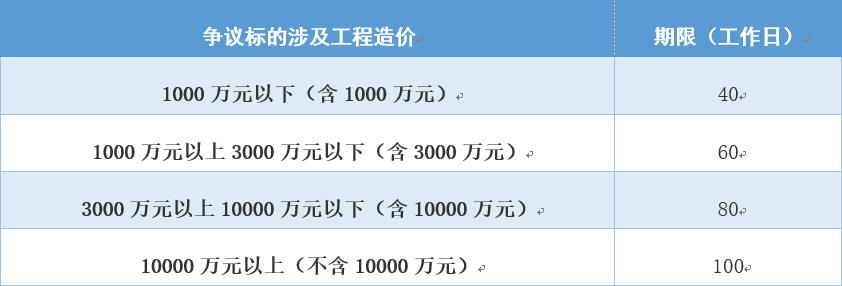 争议标的涉及工程造价 期限（工作日）
1000 万元以下（含 1000 万元） 40
1000 万元以上 3000 万元以下（含 3000 万元） 60
3000 万元以上 10000 万元以下（含 10000 万元） 80
10000 万元以上（不含 10000 万元） 100